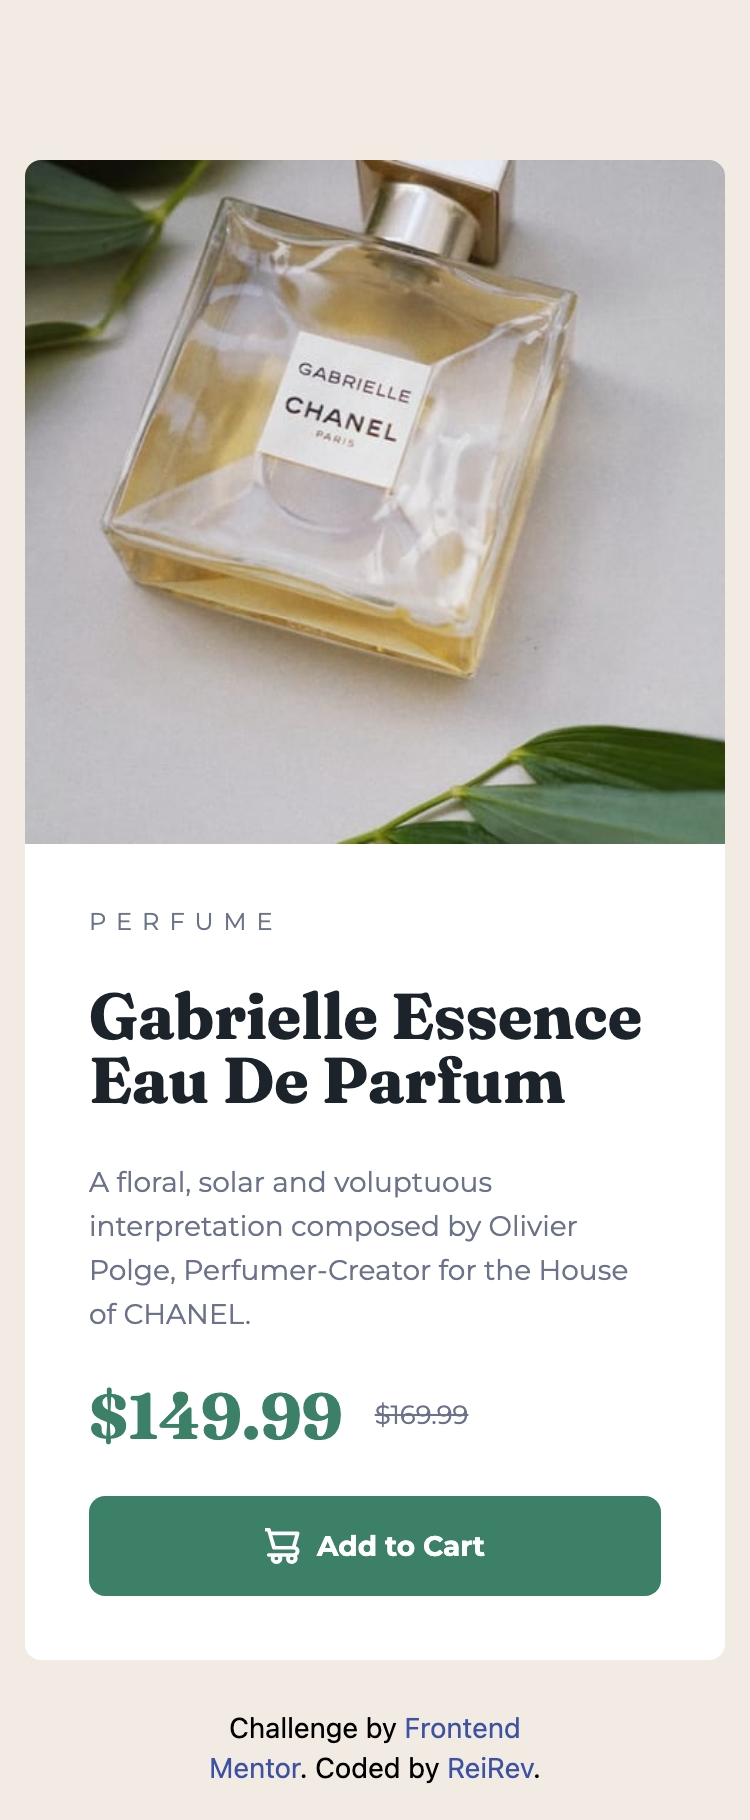 GABRIELLE
CHANEL
PARIS
PERFUME
Gabrielle Essence
Eau De Parfum
A floral, solar and voluptuous
interpretation composed by Olivier
Polge, Perfumer-Creator for the House
of CHANEL.
$149.99 $169.99
Add to Cart
Challenge by Frontend
Mentor. Coded by ReiRev.